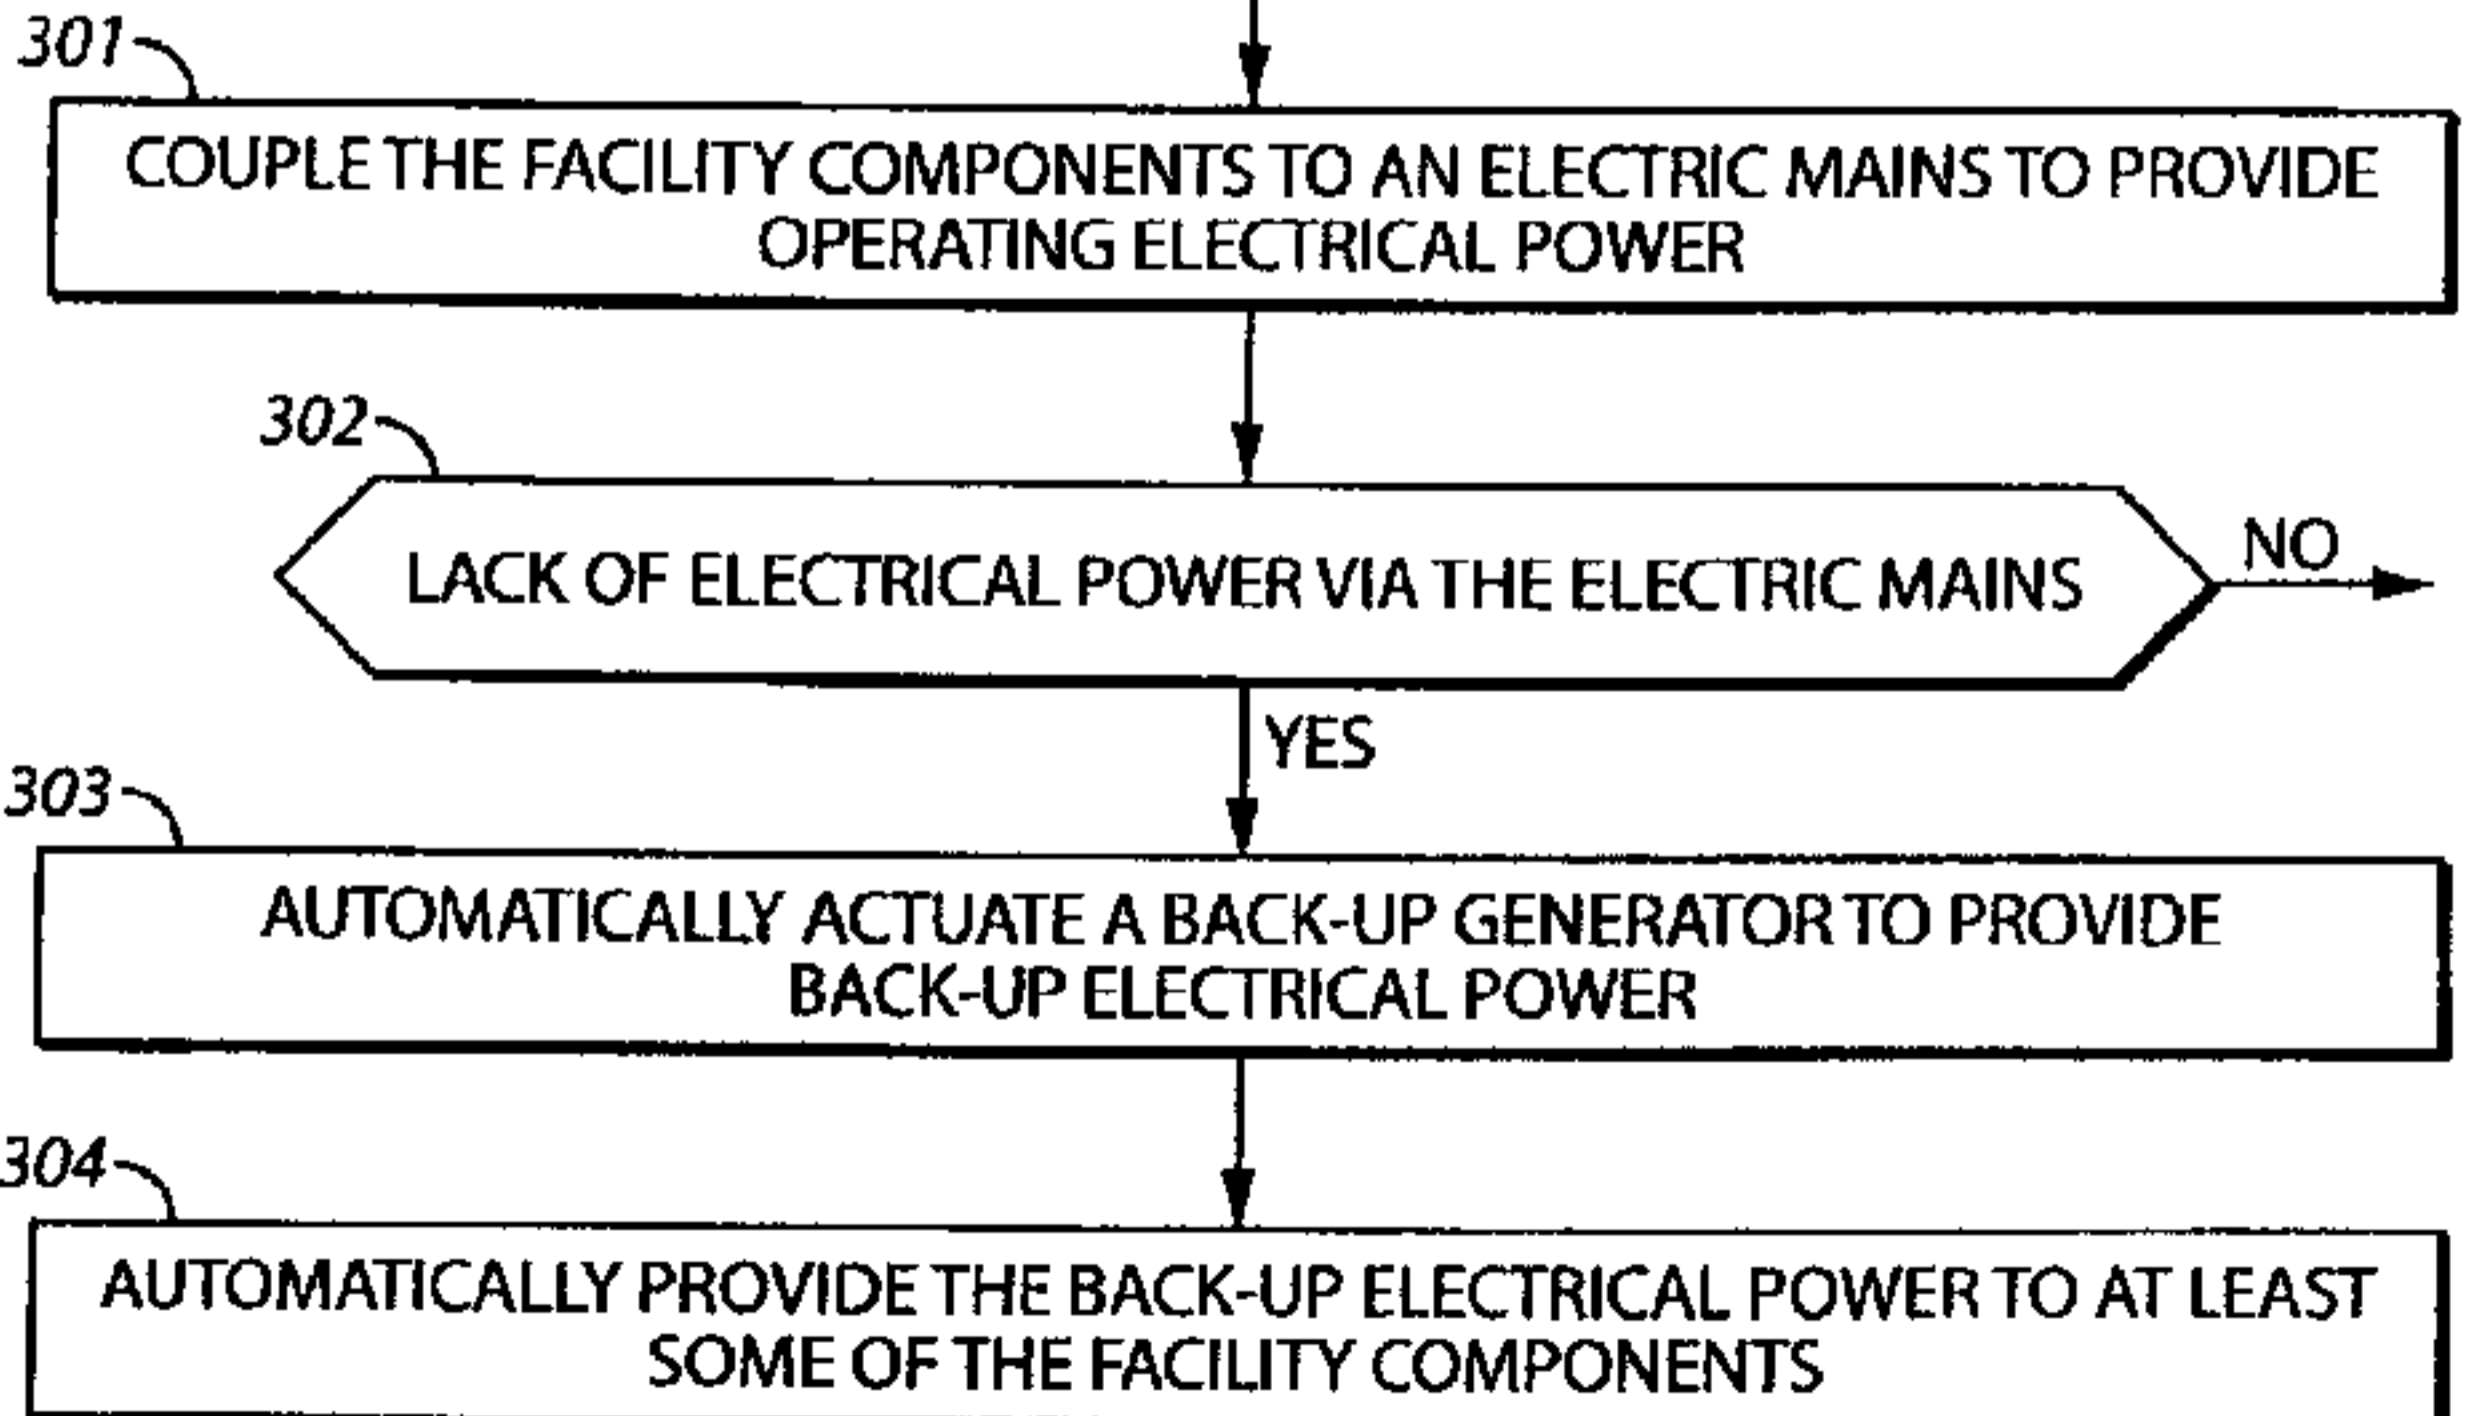 301
COUPLE THE FACILITY COMPONENTS TO AN ELECTRIC MAINS TO PROVIDE
OPERATING ELECTRICAL POWER
302
LACK OF ELECTRICAL POWER VIA THE ELECTRIC MAINS
NO
YES
303
AUTOMATICALLY ACTUATE A BACK-UP GENERATOR TO PROVIDE
BACK-UP ELECTRICAL POWER
304
AUTOMATICALLY PROVIDE THE BACK-UP ELECTRICAL POWER TO AT LEAST
SOME OF THE FACILITY COMPONENTS